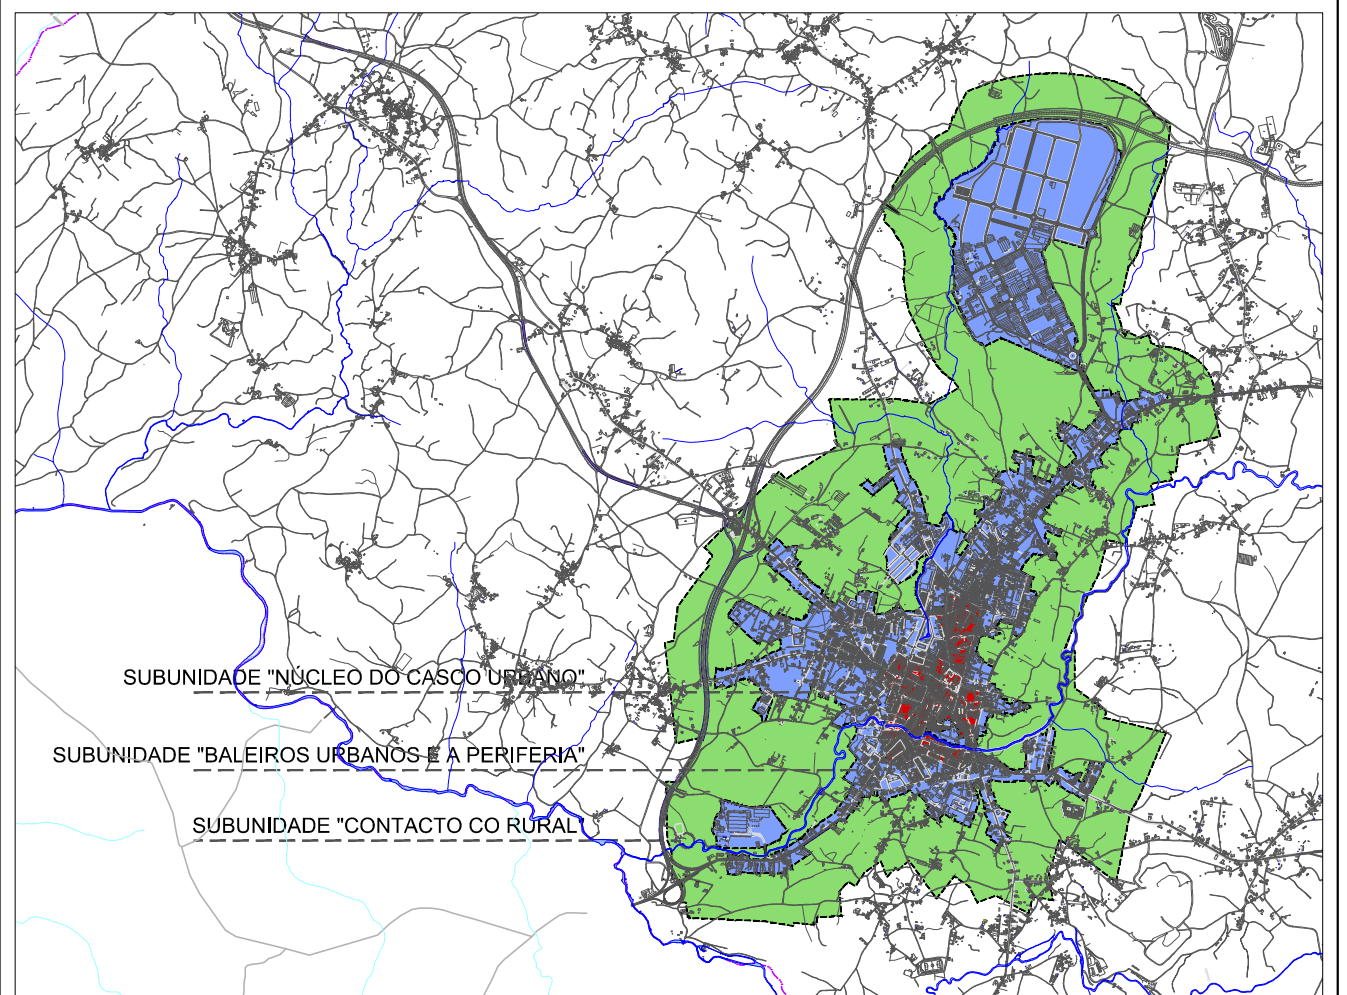 SUBUNIDADE "NÚCLEO DO CASCO URBANO"
SUBUNIDADE "BALEIROS URBANOS E A PERIFERIA"
SUBUNIDADE "CONTACTO CO RURAL"